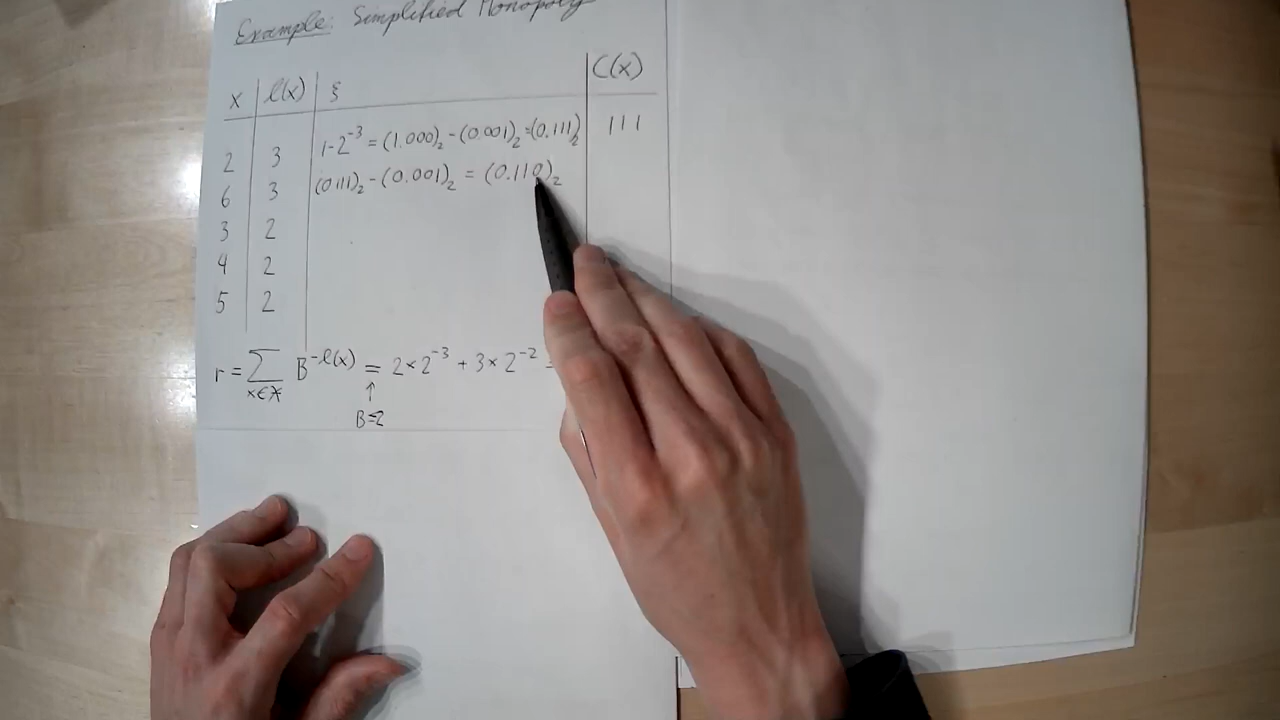 Example: Simplified Monopoly
x ℓ(x) ξ C(x)
2 3 1-2⁻³ = (1.000)₂ - (0.001)₂ = (0.111)₂ 111
6 3 (0.111)₂ - (0.001)₂ = (0.110)₂
3 2
4 2
5 2
r = ∑ B^-ℓ(x) = 2×2⁻³ + 3×2⁻² =
x∈𝒳 ↑
B=2